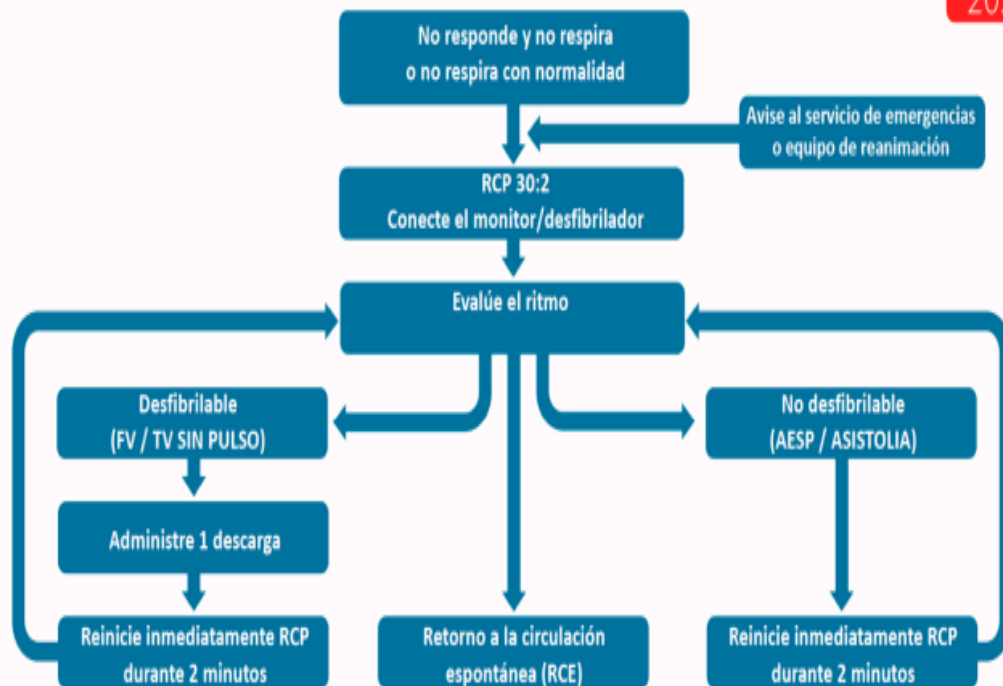 No responde y no respira
o no respira con normalidad
Avise al servicio de emergencias
o equipo de reanimación
RCP 30:2
Conecte el monitor/desfibrilador
Evalúe el ritmo
Desfibrilable
(FV / TV SIN PULSO)
No desfibrilable
(AESP / ASISTOLIA)
Administre 1 descarga
Reinicie inmediatamente RCP
durante 2 minutos
Retorno a la circulación
espontánea (RCE)
Reinicie inmediatamente RCP
durante 2 minutos